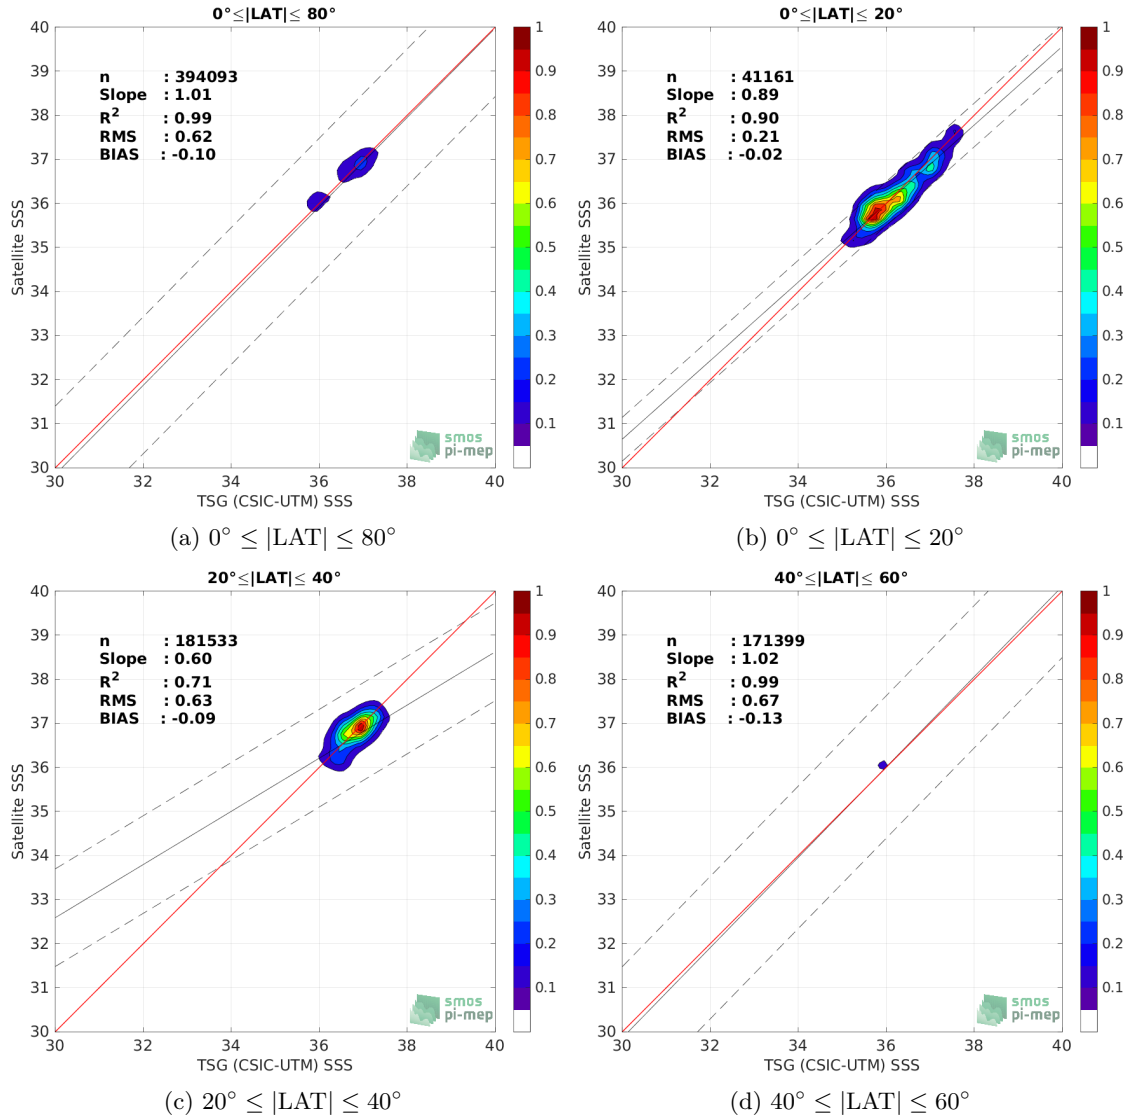 0°≤|LAT|≤ 80°
n : 394093
Slope : 1.01
R² : 0.99
RMS : 0.62
BIAS : -0.10
40
39
38
37
36
35
34
33
32
31
30
Satellite SSS
30 32 34 36 38 40
TSG (CSIC-UTM) SSS
smos
pi-mep
1
0.9
0.8
0.7
0.6
0.5
0.4
0.3
0.2
0.1
(a) 0° ≤ |LAT| ≤ 80°
0°≤|LAT|≤ 20°
n : 41161
Slope : 0.89
R² : 0.90
RMS : 0.21
BIAS : -0.02
40
39
38
37
36
35
34
33
32
31
30
Satellite SSS
30 32 34 36 38 40
TSG (CSIC-UTM) SSS
smos
pi-mep
1
0.9
0.8
0.7
0.6
0.5
0.4
0.3
0.2
0.1
(b) 0° ≤ |LAT| ≤ 20°
20°≤|LAT|≤ 40°
n : 181533
Slope : 0.60
R² : 0.71
RMS : 0.63
BIAS : -0.09
40
39
38
37
36
35
34
33
32
31
30
Satellite SSS
30 32 34 36 38 40
TSG (CSIC-UTM) SSS
smos
pi-mep
1
0.9
0.8
0.7
0.6
0.5
0.4
0.3
0.2
0.1
(c) 20° ≤ |LAT| ≤ 40°
40°≤|LAT|≤ 60°
n : 171399
Slope : 1.02
R² : 0.99
RMS : 0.67
BIAS : -0.13
40
39
38
37
36
35
34
33
32
31
30
Satellite SSS
30 32 34 36 38 40
TSG (CSIC-UTM) SSS
smos
pi-mep
1
0.9
0.8
0.7
0.6
0.5
0.4
0.3
0.2
0.1
(d) 40° ≤ |LAT| ≤ 60°